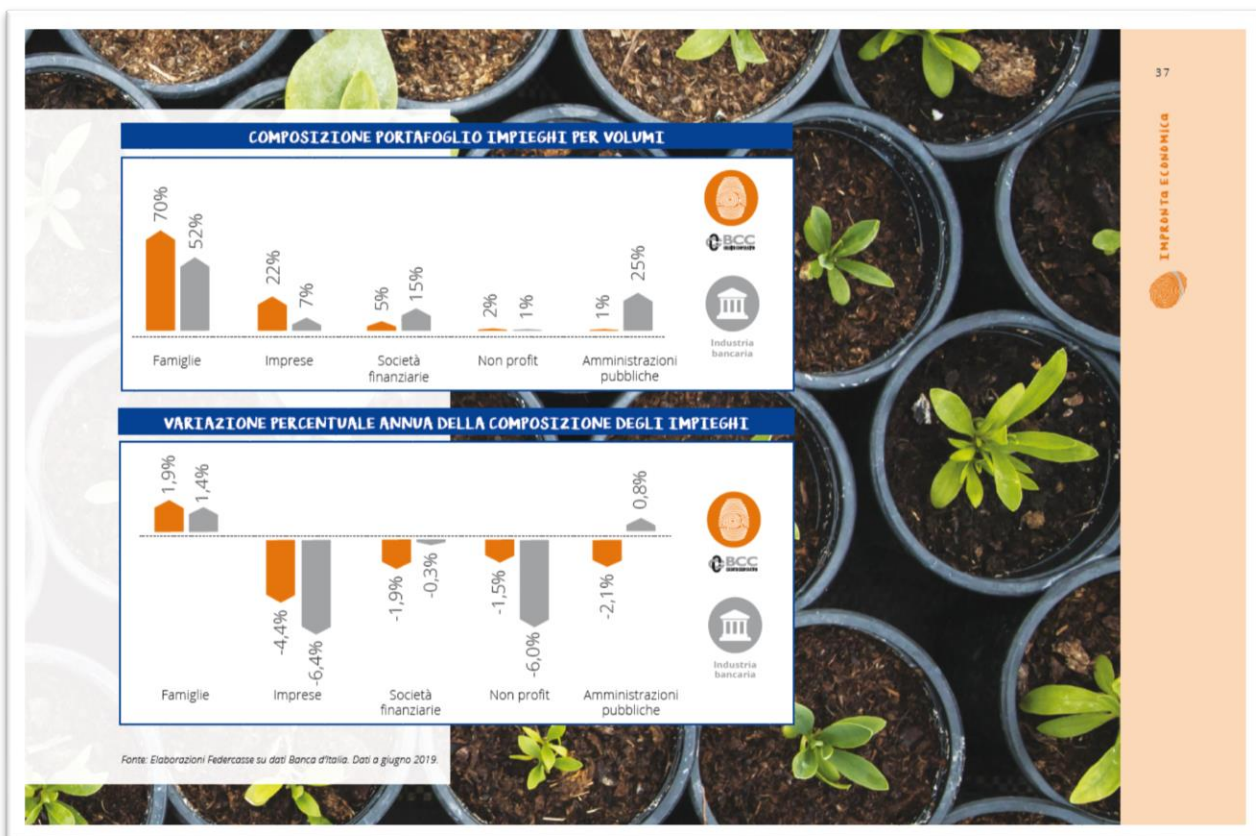 37
IMPRONTA ECONOMICA
COMPOSIZIONE PORTAFOGLIO IMPIEGHI PER VOLUMI
70%
52%
22%
7%
5%
15%
2%
1%
1%
25%
Famiglie
Imprese
Società
finanziarie
Non profit
Amministrazioni
pubbliche
BCC
Industria
bancaria
VARIAZIONE PERCENTUALE ANNUA DELLA COMPOSIZIONE DEGLI IMPIEGHI
1,9%
1,4%
-4,4%
-6,4%
-1,9%
-0,3%
-1,5%
-6,0%
-2,1%
0,8%
Famiglie
Imprese
Società
finanziarie
Non profit
Amministrazioni
pubbliche
BCC
Industria
bancaria
Fonte: Elaborazioni Federcasse su dati Banca d'Italia. Dati a giugno 2019.